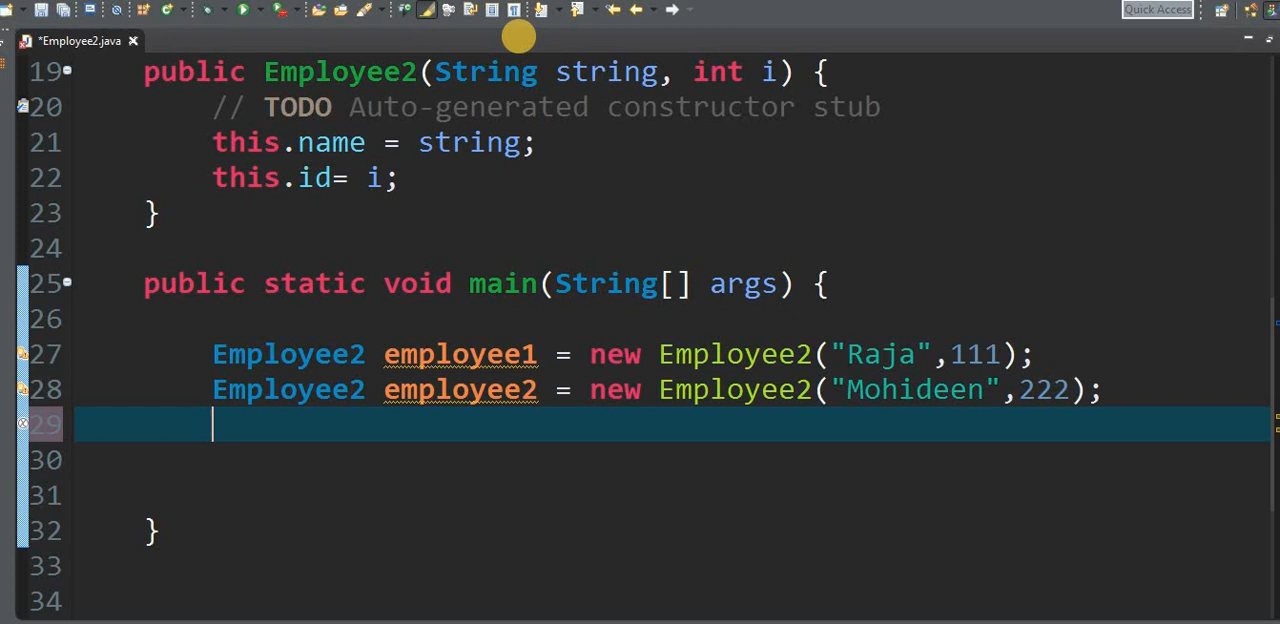 Quick Access
*Employee2.java
19 public Employee2(String string, int i) {
20 // TODO Auto-generated constructor stub
21 this.name = string;
22 this.id= i;
23 }
24
25 public static void main(String[] args) {
26
27 Employee2 employee1 = new Employee2("Raja",111);
28 Employee2 employee2 = new Employee2("Mohideen",222);
29
30
31
32 }
33
34